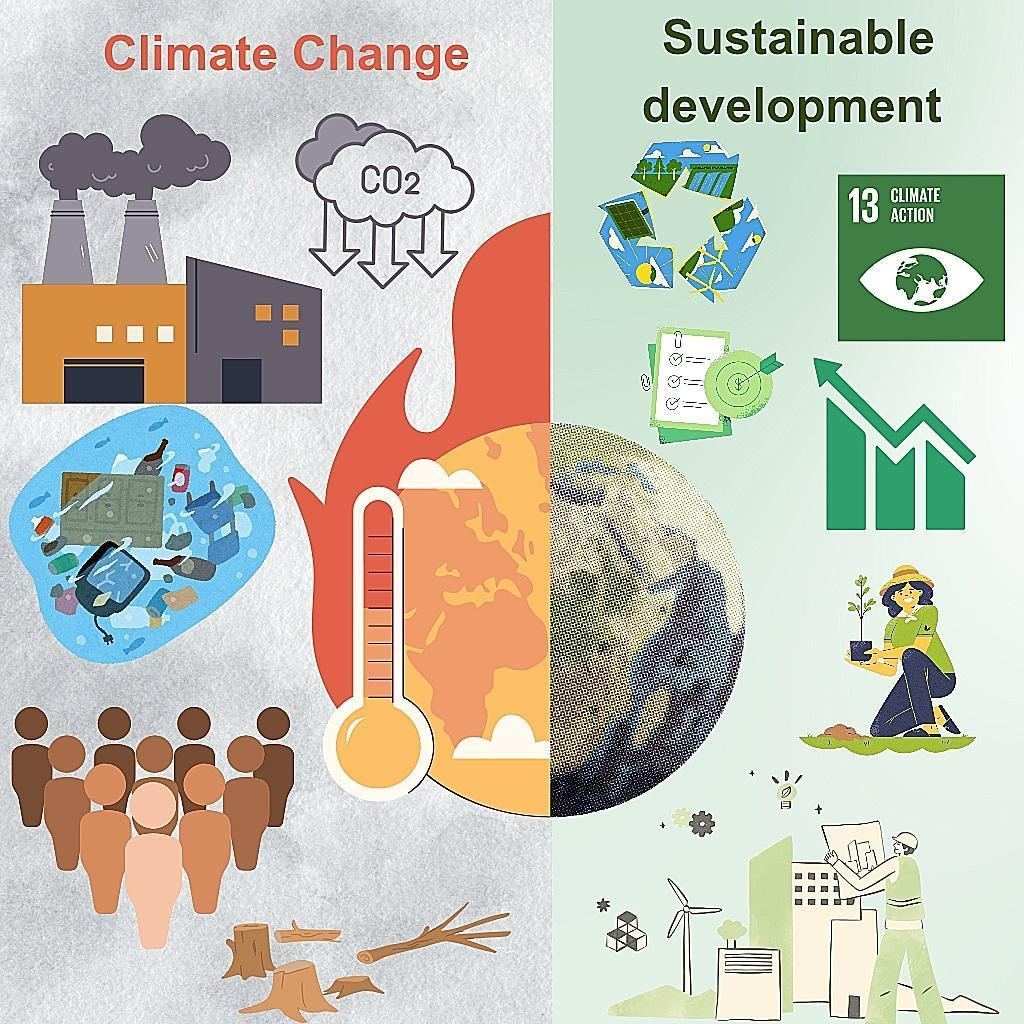 Climate Change
CO2
Sustainable
development
13 CLIMATE
ACTION